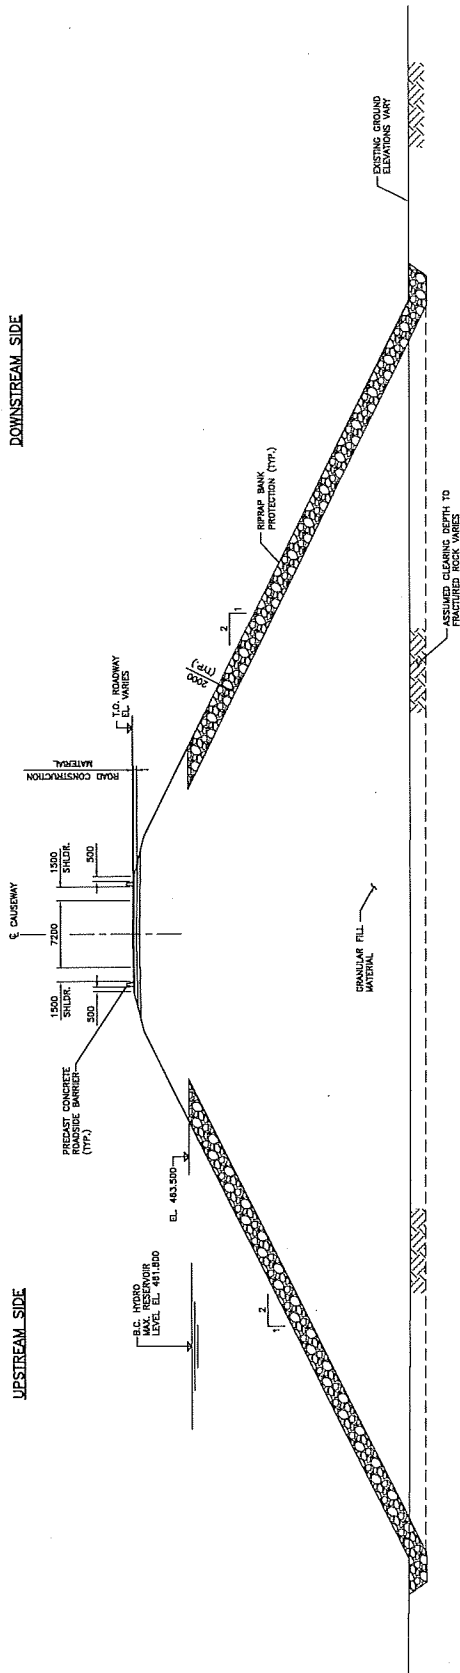 UPSTREAM SIDE
DOWNSTREAM SIDE
℄ CAUSEWAY
1500
SHLDR.
7200
1500
SHLDR.
500
500
PRECAST CONCRETE
ROADSIDE BARRIER
(TYP.)
ROAD CONSTRUCTION
MATERIAL
T.O. ROADWAY
EL VARIES
B.C. HYDRO
MAX. RESERVOIR
LEVEL EL 481.800
EL 483.500
2
1
2000
(TYP.)
2
1
RIPRAP BANK
PROTECTION (TYP.)
GRANULAR FILL
MATERIAL
EXISTING GROUND
ELEVATIONS VARY
ASSUMED CLEARING DEPTH TO
FRACTURED ROCK VARIES